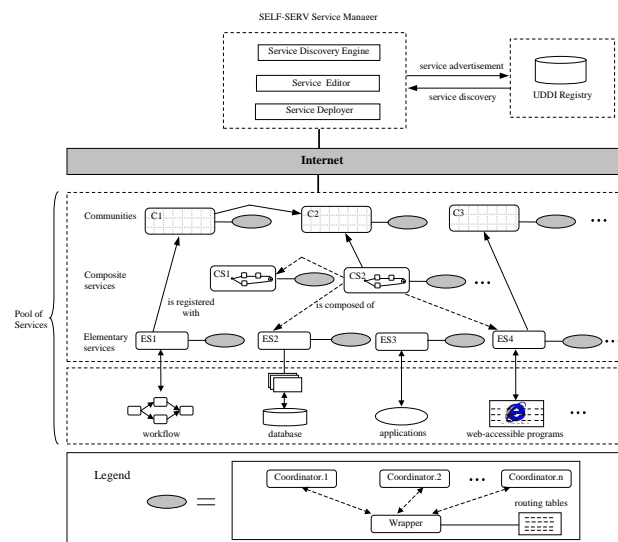 SELF-SERV Service Manager
Service Discovery Engine
Service Editor
Service Deployer
service advertisement
service discovery
UDDI Registry
Internet
Pool of
Services
Communities
C1
C2
C3
...
Composite
services
CS1
CS2
...
is registered
with
is composed of
Elementary
services
ES1
ES2
ES3
ES4
...
workflow
database
applications
web-accessible programs
...
Legend
Coordinator.1
Coordinator.2
...
Coordinator.n
routing tables
Wrapper